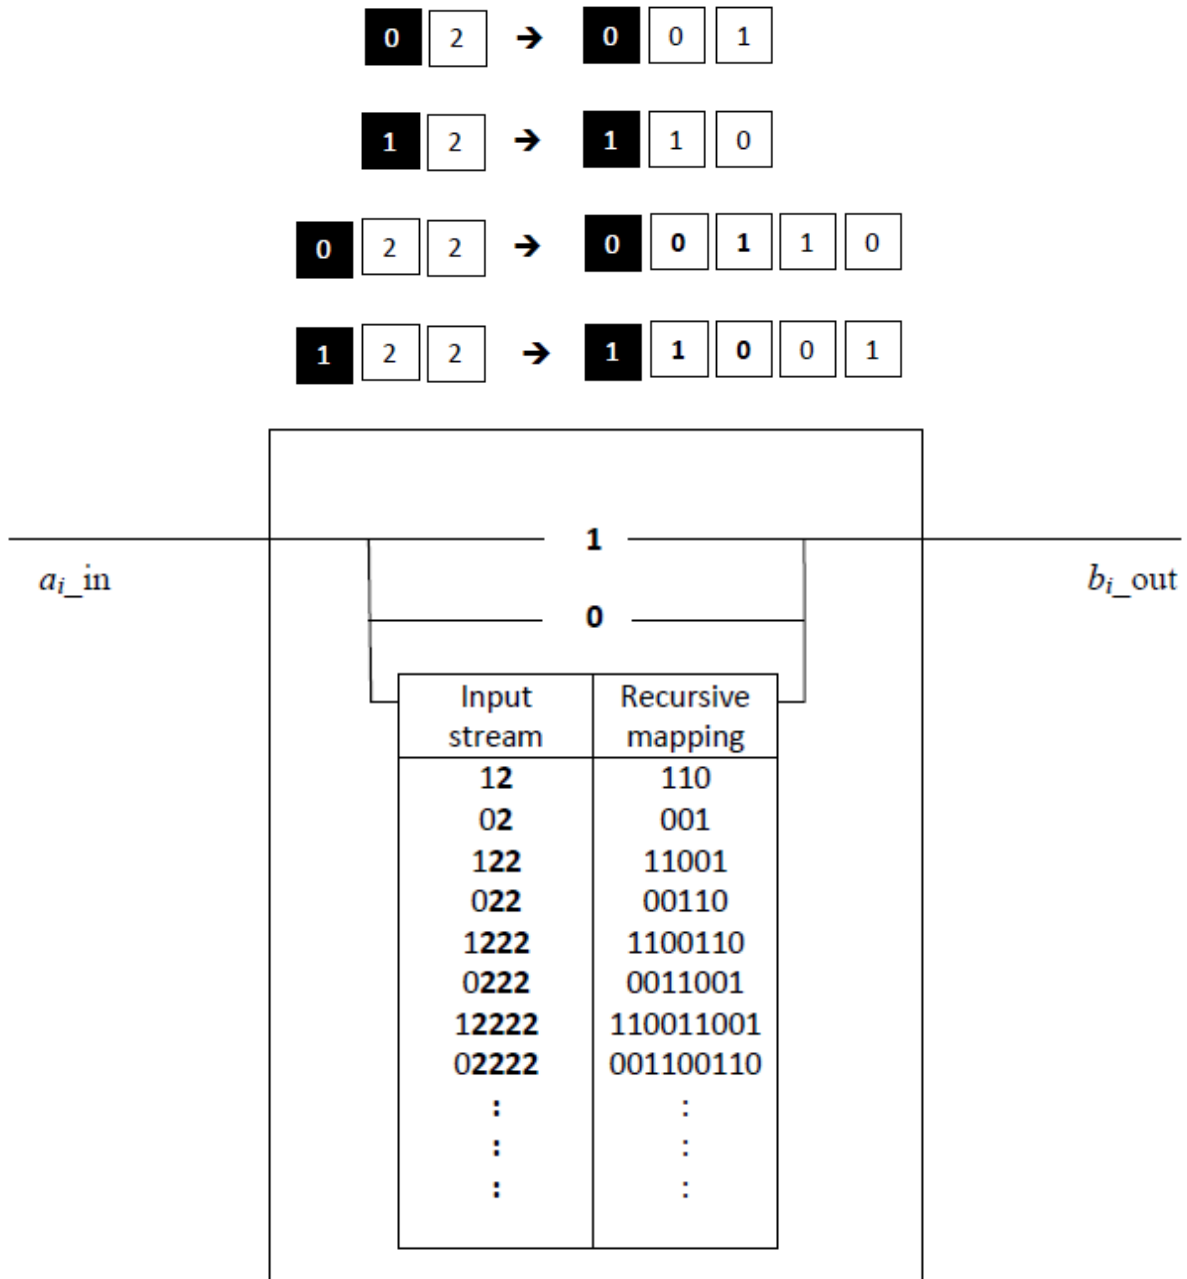 0 2 → 0 0 1
1 2 → 1 1 0
0 2 2 → 0 0 1 1 0
1 2 2 → 1 1 0 0 1
1
a_i_in b_i_out
0
Input Recursive
stream mapping
12 110
02 001
122 11001
022 00110
1222 1100110
0222 0011001
12222 110011001
02222 001100110
: :
: :
: :